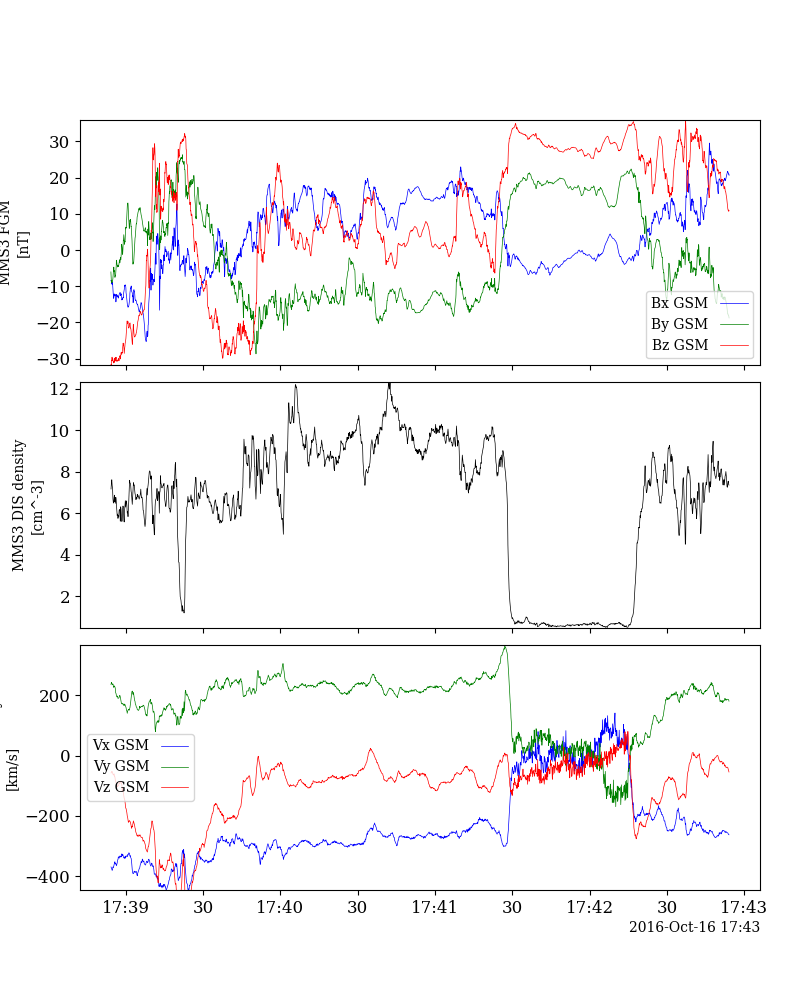 30
20
10
0
−10
−20
−30
MMS3 FGM
[nT]
Bx GSM
By GSM
Bz GSM
12
10
8
6
4
2
MMS3 DIS density
[cm^-3]
200
0
−200
−400
[km/s]
Vx GSM
Vy GSM
Vz GSM
17:39 30 17:40 30 17:41 30 17:42 30 17:43
2016-Oct-16 17:43